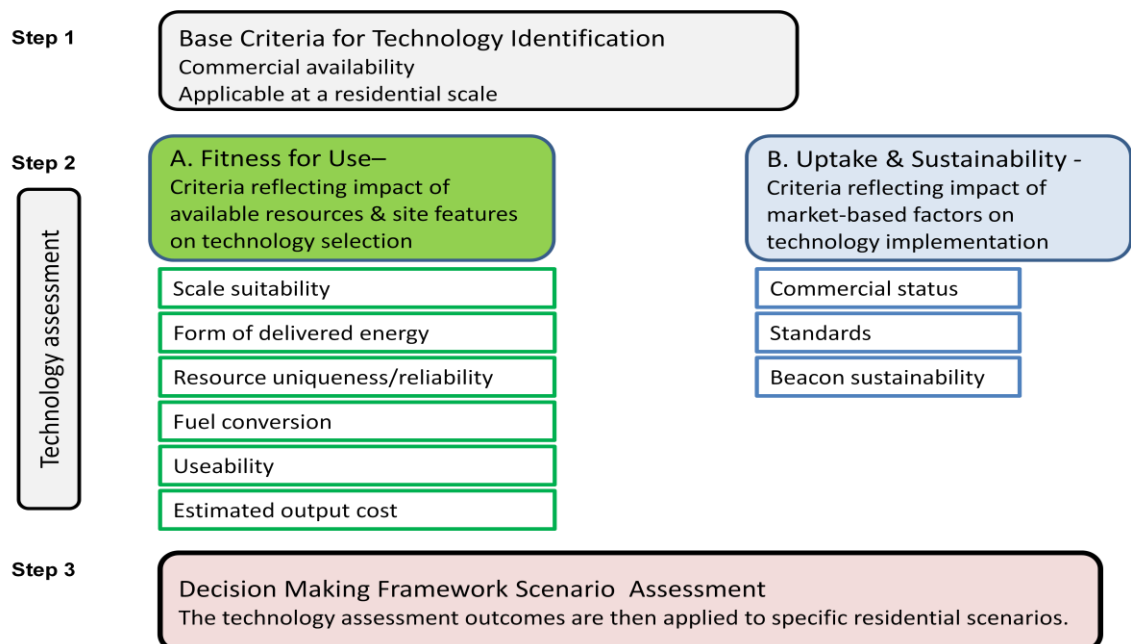 Step 1
Base Criteria for Technology Identification
Commercial availability
Applicable at a residential scale
Step 2
Technology assessment
A. Fitness for Use–
Criteria reflecting impact of
available resources & site features
on technology selection
Scale suitability
Form of delivered energy
Resource uniqueness/reliability
Fuel conversion
Useability
Estimated output cost
B. Uptake & Sustainability -
Criteria reflecting impact of
market-based factors on
technology implementation
Commercial status
Standards
Beacon sustainability
Step 3
Decision Making Framework Scenario Assessment
The technology assessment outcomes are then applied to specific residential scenarios.